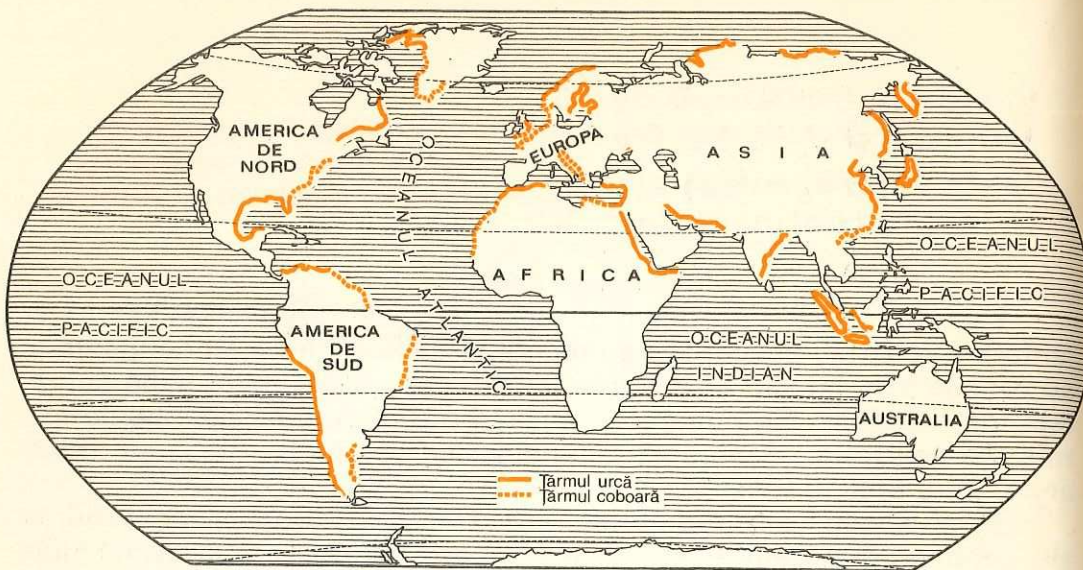 AMERICA
DE
NORD
OCEANUL
ATLANTIC
EUROPA
ASIA
AFRICA
OCEANUL
PACIFIC
OCEANUL
PACIFIC
AMERICA
DE
SUD
OCEANUL
INDIAN
AUSTRALIA
Țărmul urcă
Țărmul coboară